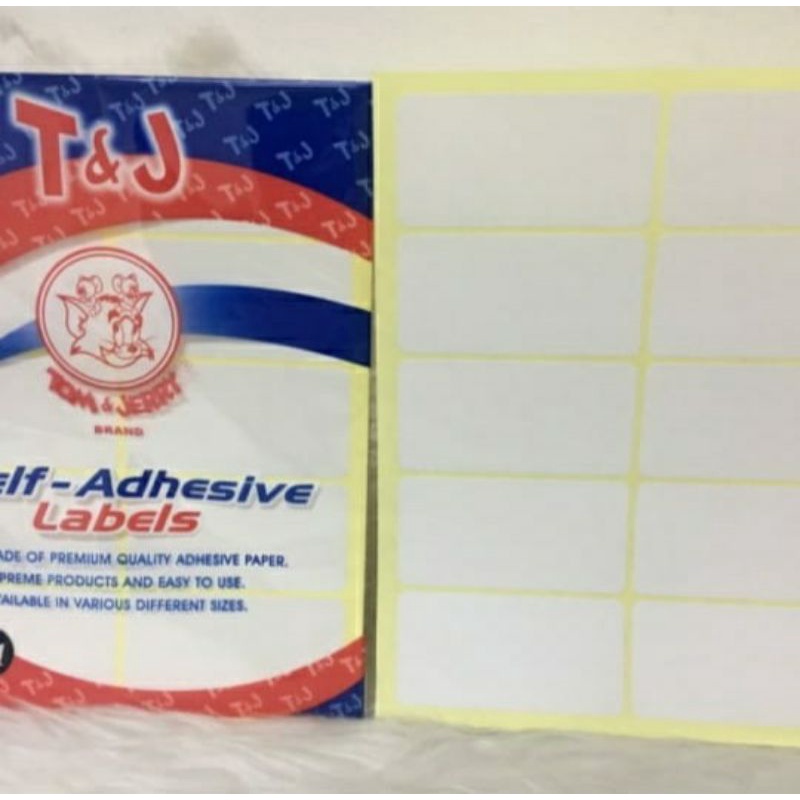 T&J
TOM & JERRY
BRAND
elf-Adhesive
Labels
ADE OF PREMIUM QUALITY ADHESIVE PAPER.
PREME PRODUCTS AND EASY TO USE.
AILABLE IN VARIOUS DIFFERENT SIZES.
T&J